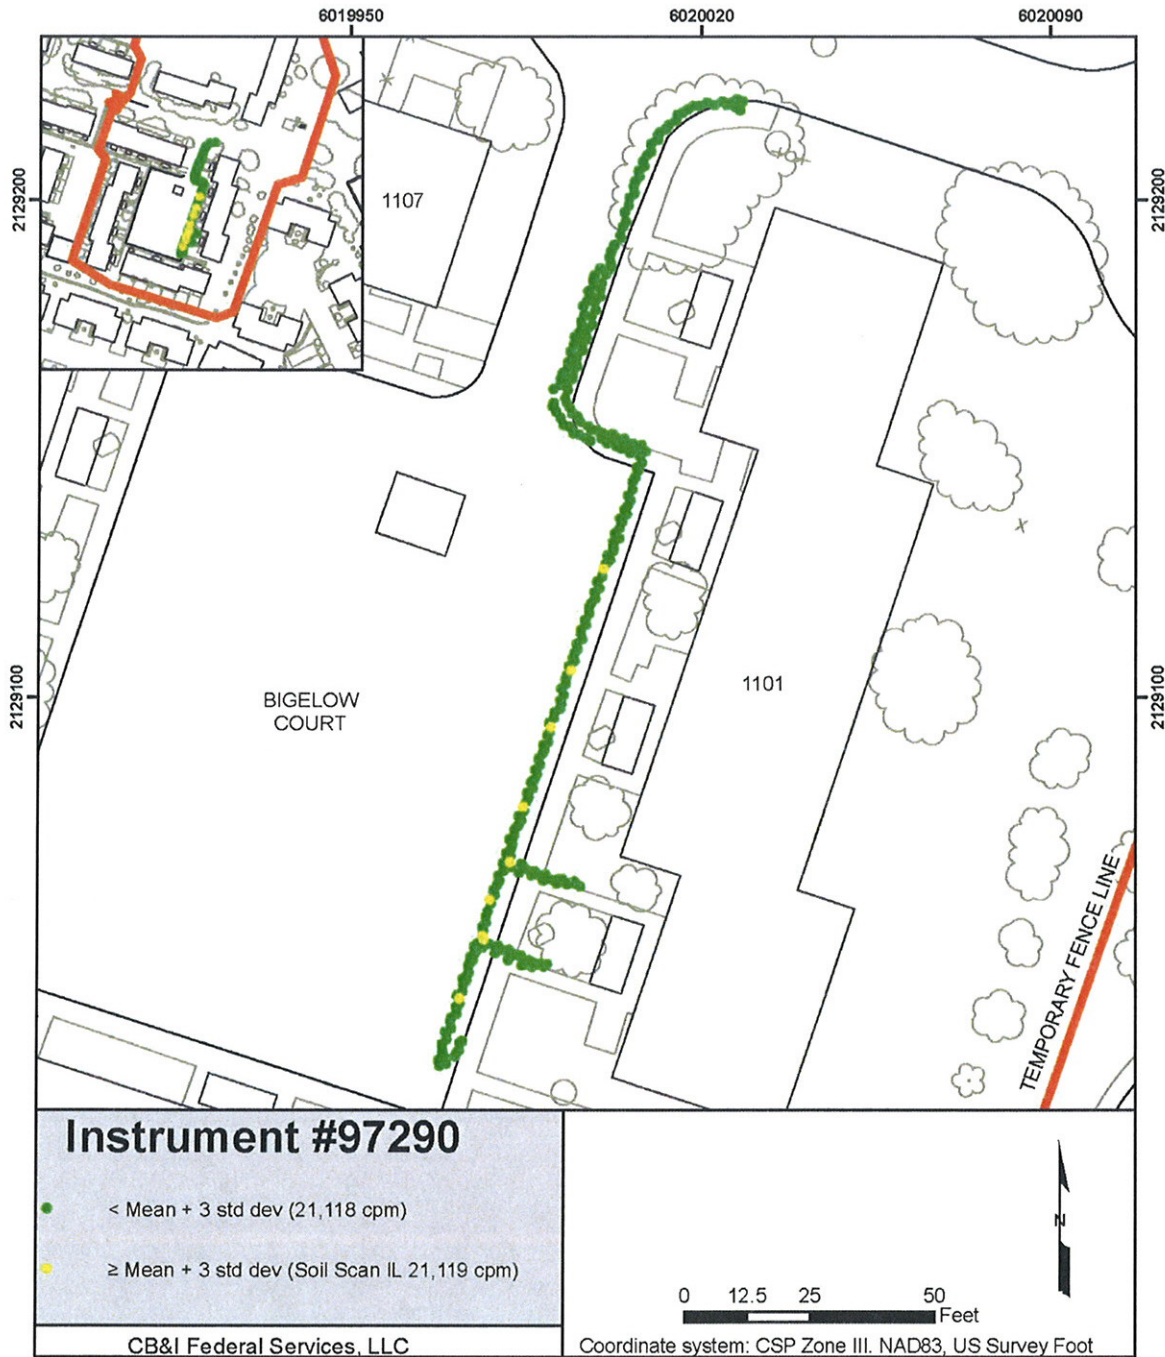 6019950
6020020
6020090
2129200
2129200
1107
2129100
2129100
1101
BIGELOW
COURT
TEMPORARY FENCE LINE
Instrument #97290
< Mean + 3 std dev (21,118 cpm)
≥ Mean + 3 std dev (Soil Scan IL 21,119 cpm)
CB&I Federal Services, LLC
N
0 12.5 25 50
Feet
Coordinate system: CSP Zone III. NAD83, US Survey Foot